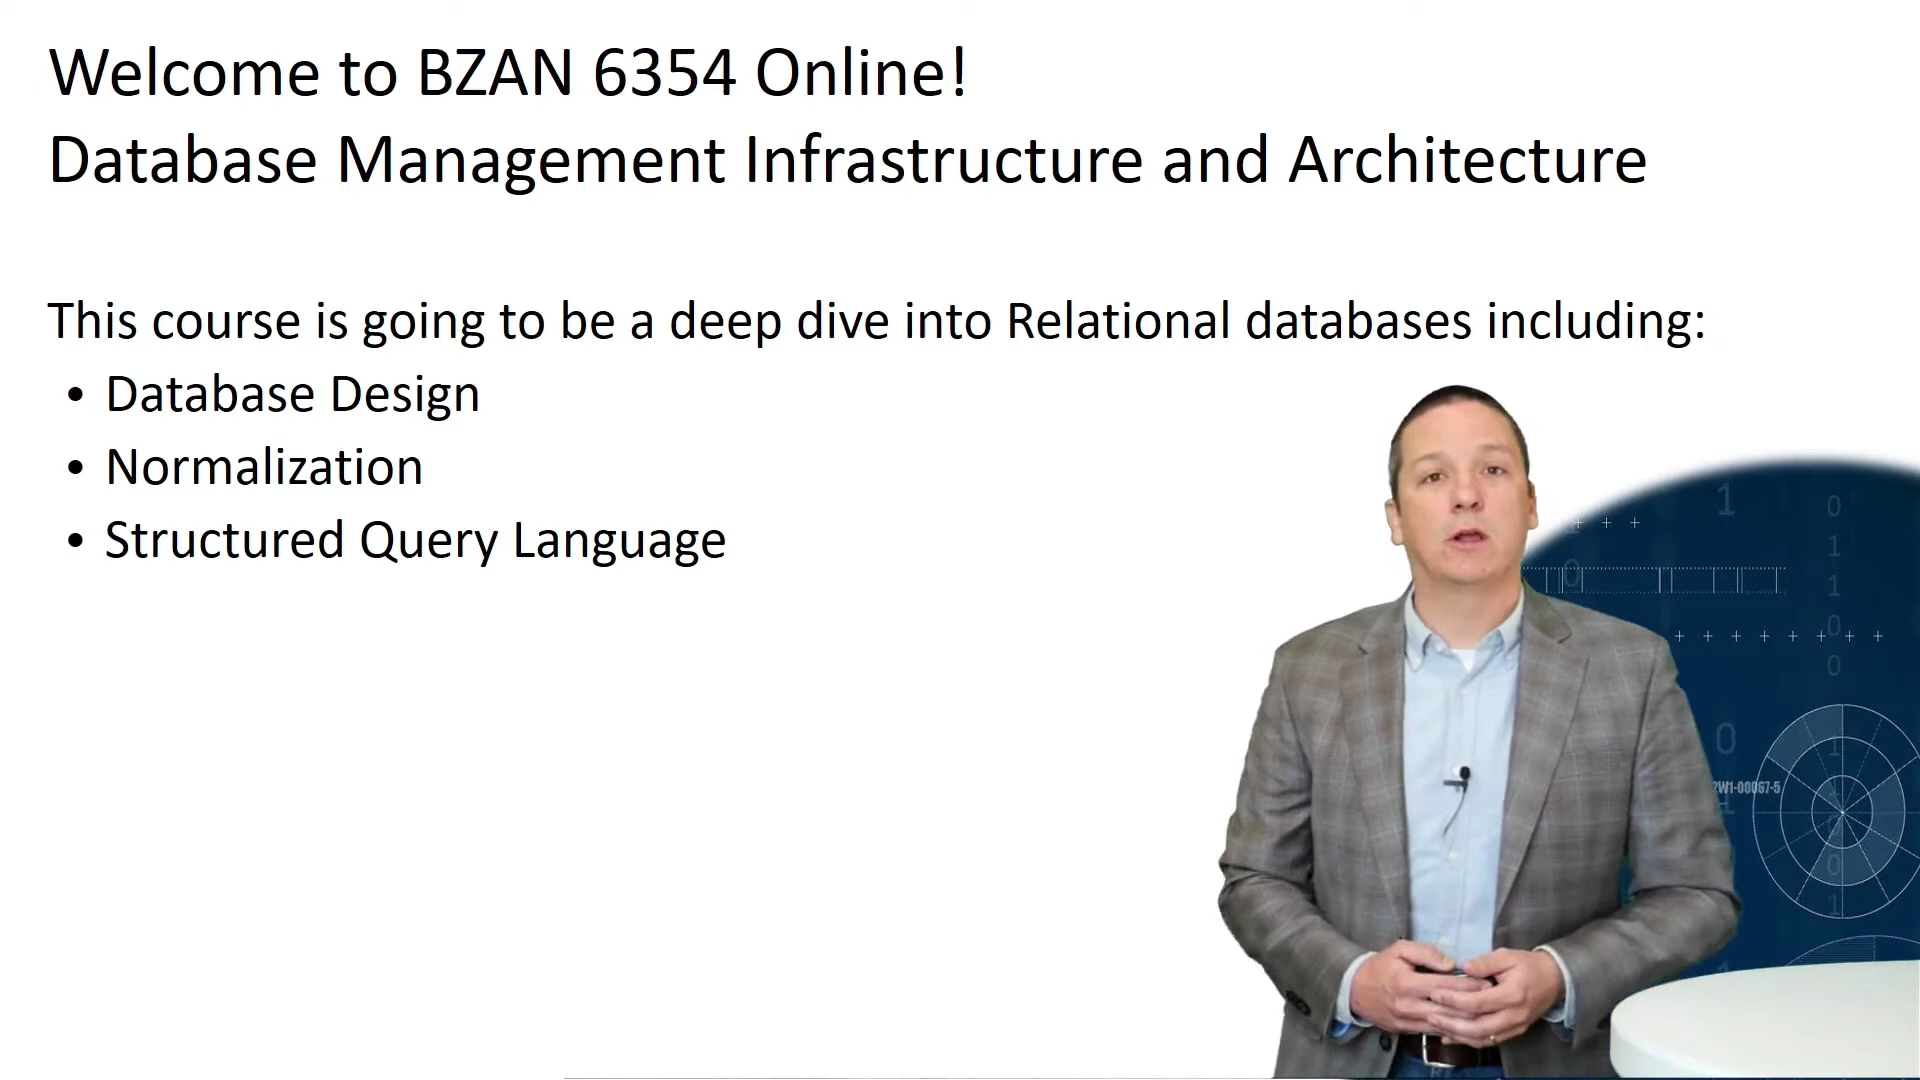 Welcome to BZAN 6354 Online!
Database Management Infrastructure and Architecture
This course is going to be a deep dive into Relational databases including:
• Database Design
• Normalization
• Structured Query Language